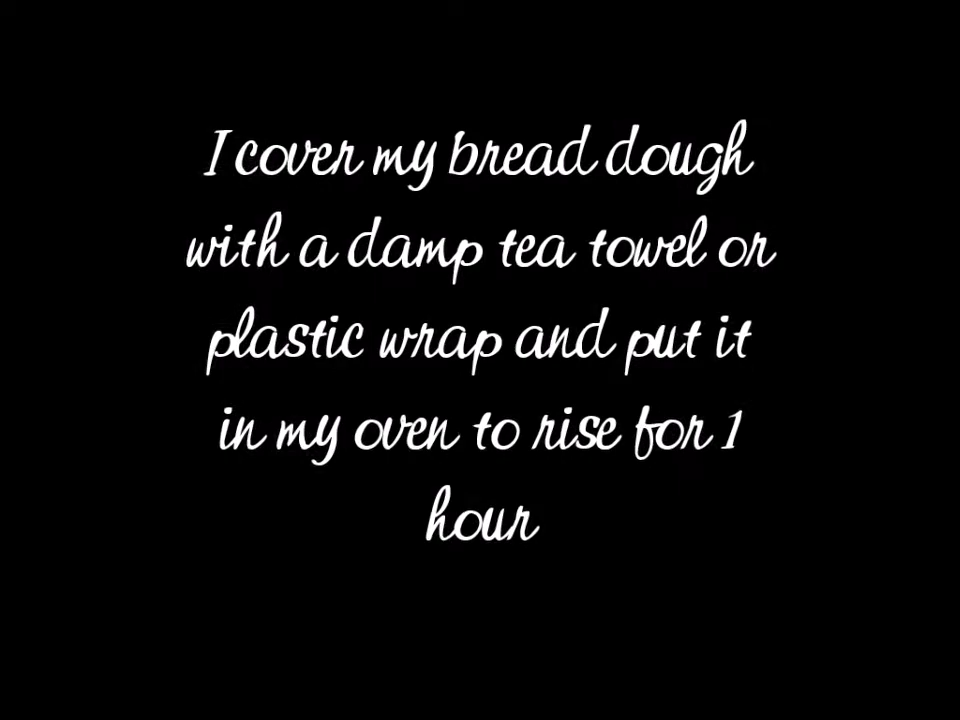 I cover my bread dough
with a damp tea towel or
plastic wrap and put it
in my oven to rise for 1
hour